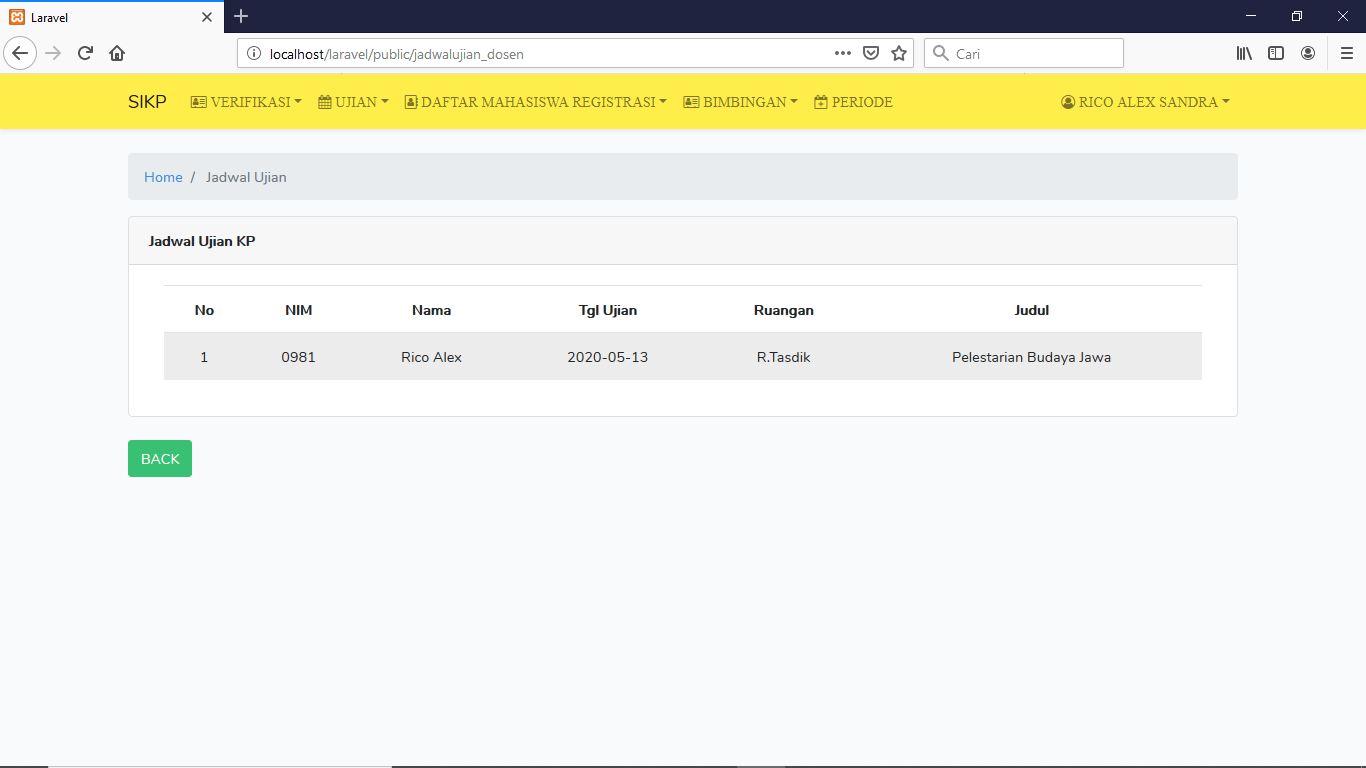 Laravel
localhost/laravel/public/jadwalujian_dosen
Cari
SIKP VERIFIKASI UJIAN DAFTAR MAHASISWA REGISTRASI BIMBINGAN PERIODE RICO ALEX SANDRA
Home / Jadwal Ujian
Jadwal Ujian KP
No NIM Nama Tgl Ujian Ruangan Judul
1 0981 Rico Alex 2020-05-13 R.Tasdik Pelestarian Budaya Jawa
BACK